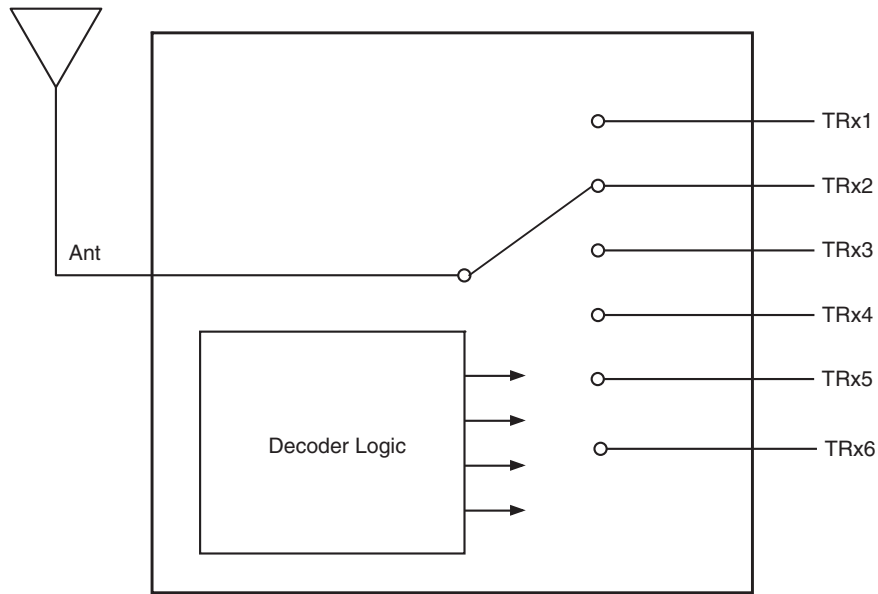 TRx1
TRx2
Ant
TRx3
TRx4
TRx5
Decoder Logic
TRx6